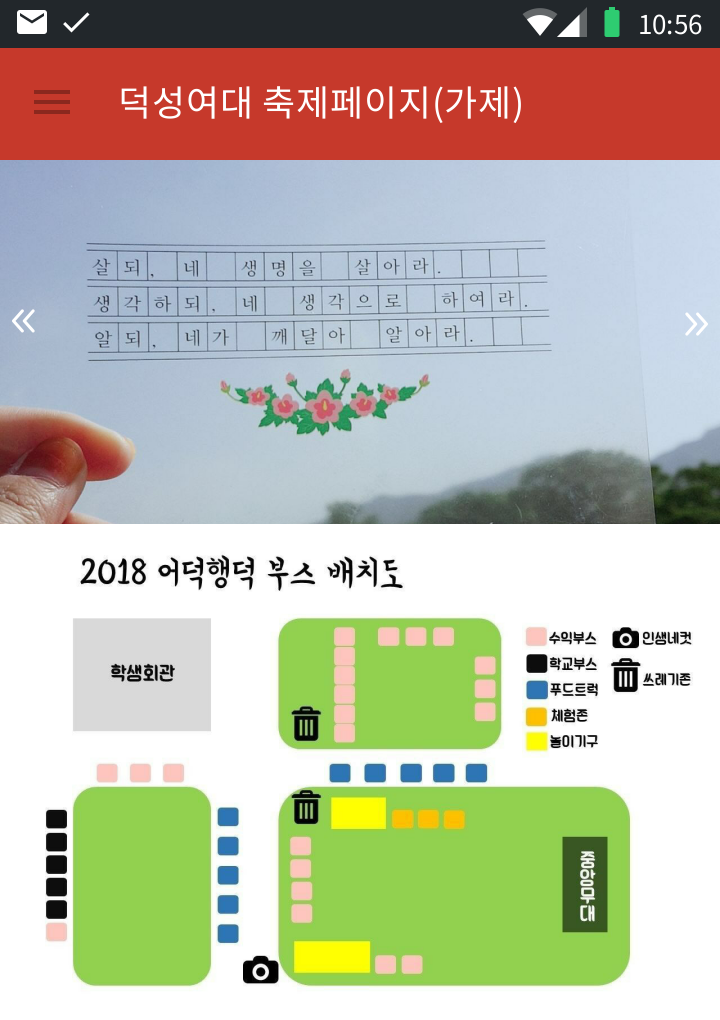 10:56
덕성여대 축제페이지(가제)
살되, 네 생명을 살아라.
생각하되, 네 생각으로 하여라.
알되, 네가 깨달아 알아라.
2018 어덕행덕 부스 배치도
학생회관
수익부스
학교부스
푸드트럭
체험존
놀이기구
인생네컷
쓰레기존
중앙무대